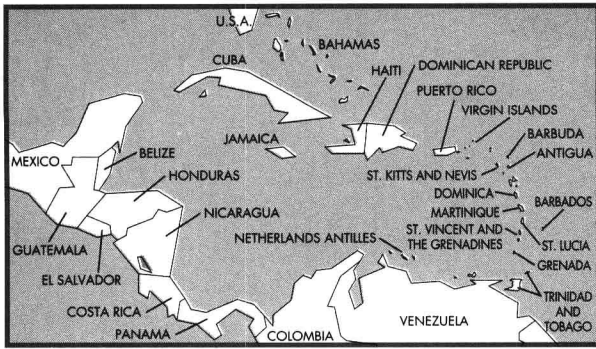 U.S.A.
BAHAMAS
CUBA
HAITI
DOMINICAN REPUBLIC
PUERTO RICO
VIRGIN ISLANDS
BARBUDA
JAMAICA
MEXICO
BELIZE
ANTIGUA
ST. KITTS AND NEVIS
HONDURAS
DOMINICA
BARBADOS
MARTINIQUE
NICARAGUA
ST. VINCENT AND
THE GRENADINES
NETHERLANDS ANTILLES
GUATEMALA
ST. LUCIA
GRENADA
EL SALVADOR
TRINIDAD
AND
TOBAGO
COSTA RICA
VENEZUELA
PANAMA
COLOMBIA